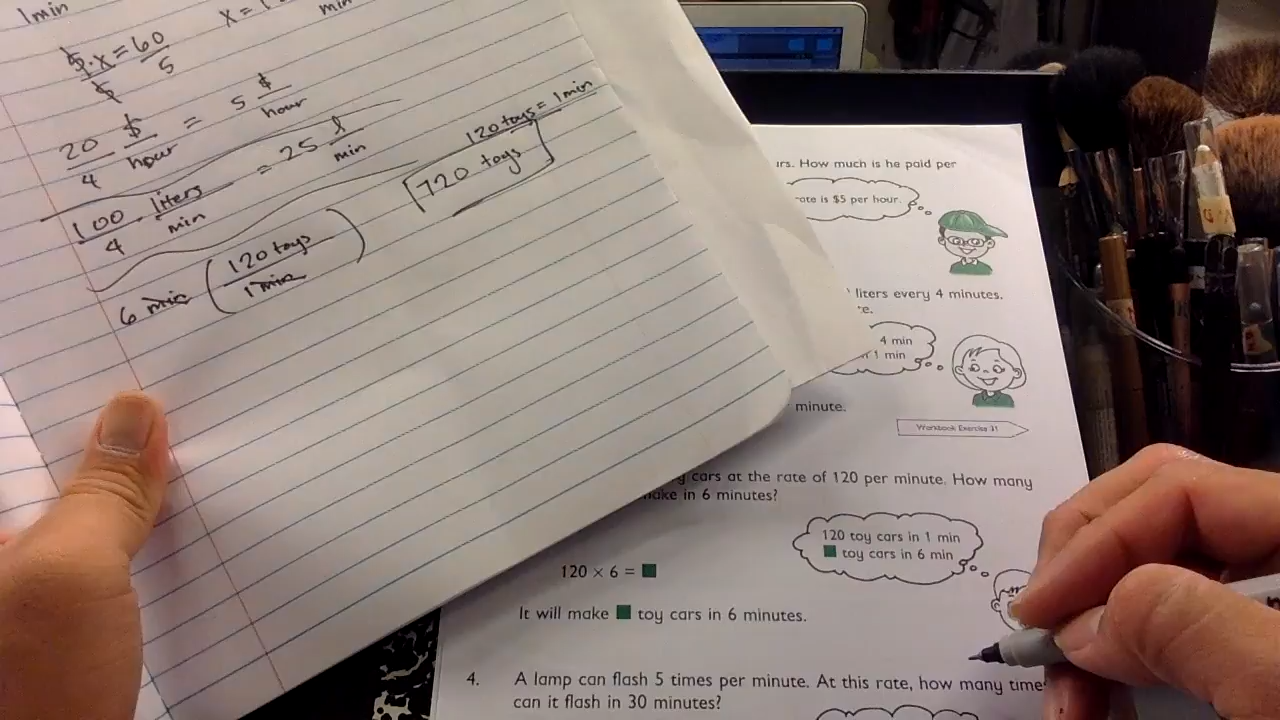 1min
x = 1
min
$·x = 60
$ 5
20 $ = 5 $
4 hour hour
100 liters = 25 l
4 min min
120 toys = 1min
6 min (120 toys
1 min)
720 toys
urs. How much is he paid per
rate is $5 per hour.
liters every 4 minutes.
te.
4 min
1 min
minute.
Workbook Exercise 31
y cars at the rate of 120 per minute. How many
make in 6 minutes?
120 toy cars in 1 min
■ toy cars in 6 min
120 × 6 = ■
It will make ■ toy cars in 6 minutes.
4. A lamp can flash 5 times per minute. At this rate, how many time
can it flash in 30 minutes?